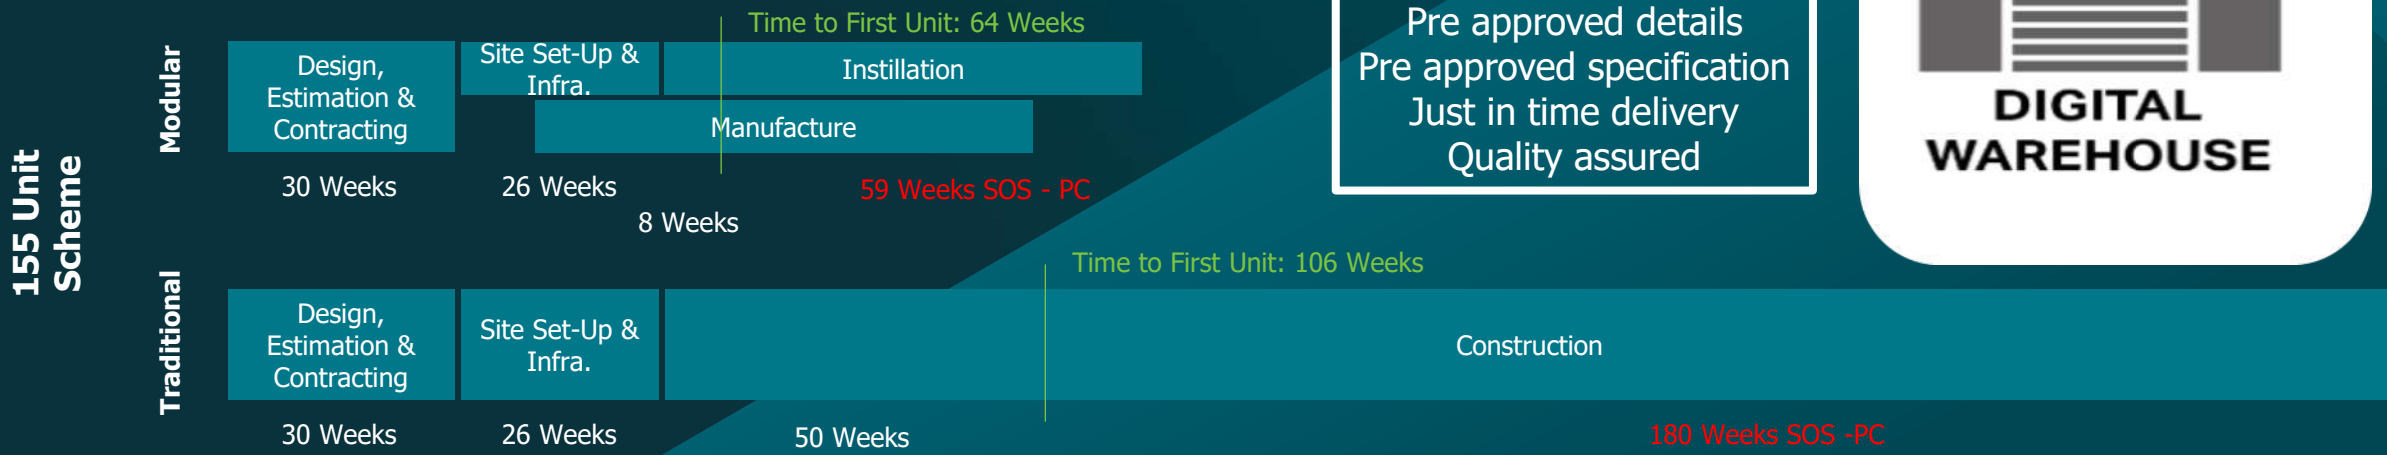 155 Unit
Scheme
Modular
Time to First Unit: 64 Weeks
Design,
Estimation &
Contracting
Site Set-Up &
Infra.
Instillation
Manufacture
30 Weeks
26 Weeks
59 Weeks SOS - PC
8 Weeks
Pre approved details
Pre approved specification
Just in time delivery
Quality assured
DIGITAL
WAREHOUSE
Traditional
Time to First Unit: 106 Weeks
Design,
Estimation &
Contracting
Site Set-Up &
Infra.
Construction
30 Weeks
26 Weeks
50 Weeks
180 Weeks SOS -PC